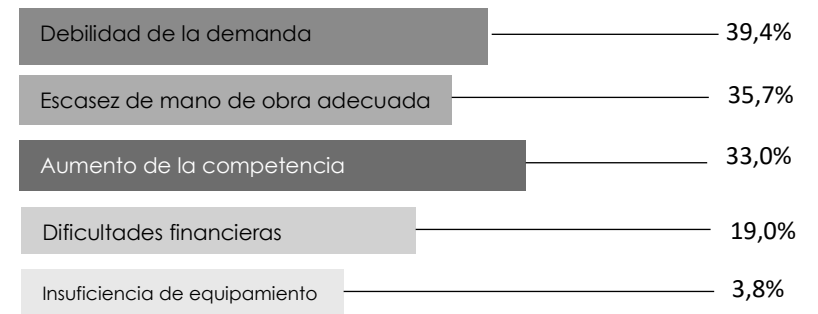 Debilidad de la demanda 39,4%
Escasez de mano de obra adecuada 35,7%
Aumento de la competencia 33,0%
Dificultades financieras 19,0%
Insuficiencia de equipamiento 3,8%